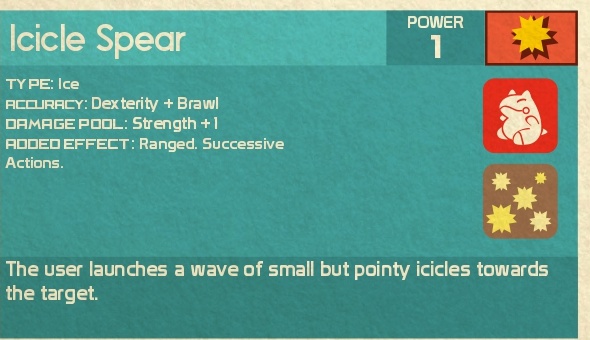 Icicle Spear
POWER
1
TYPE: Ice
ACCURACY: Dexterity + Brawl
DAMAGE POOL: Strength +1
ADDED EFFECT: Ranged. Successive
Actions.
The user launches a wave of small but pointy icicles towards
the target.